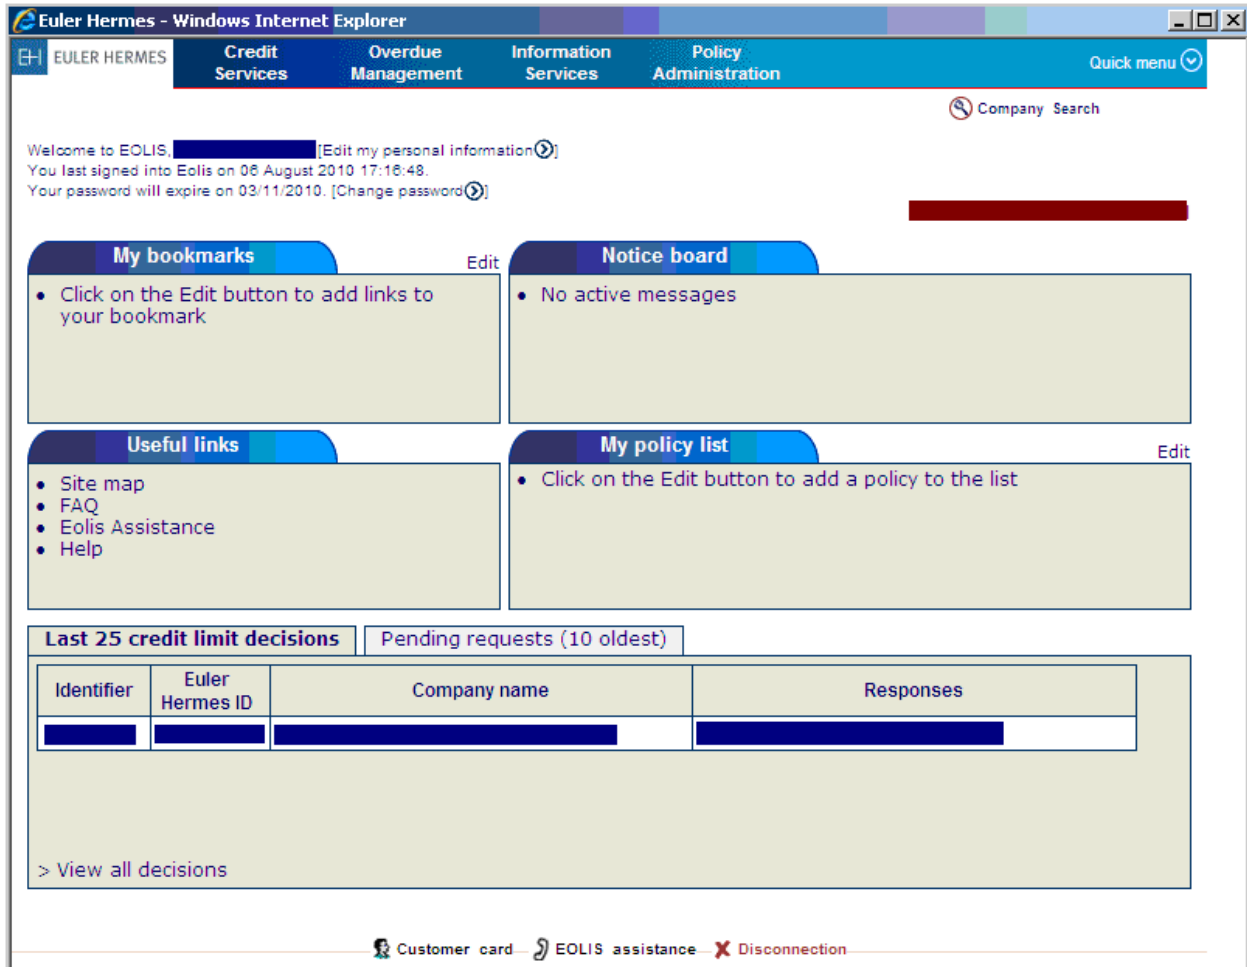 Euler Hermes - Windows Internet Explorer
EH EULER HERMES
Credit Services
Overdue Management
Information Services
Policy Administration
Quick menu
Company Search
Welcome to EOLIS, [Edit my personal information]
You last signed into Eolis on 06 August 2010 17:16:48.
Your password will expire on 03/11/2010. [Change password]
My bookmarks
Edit
Notice board
• Click on the Edit button to add links to
your bookmark
• No active messages
Useful links
My policy list
Edit
• Site map
• FAQ
• Eolis Assistance
• Help
• Click on the Edit button to add a policy to the list
Last 25 credit limit decisions
Pending requests (10 oldest)
Identifier
Euler
Hermes ID
Company name
Responses
> View all decisions
Customer card
EOLIS assistance
Disconnection